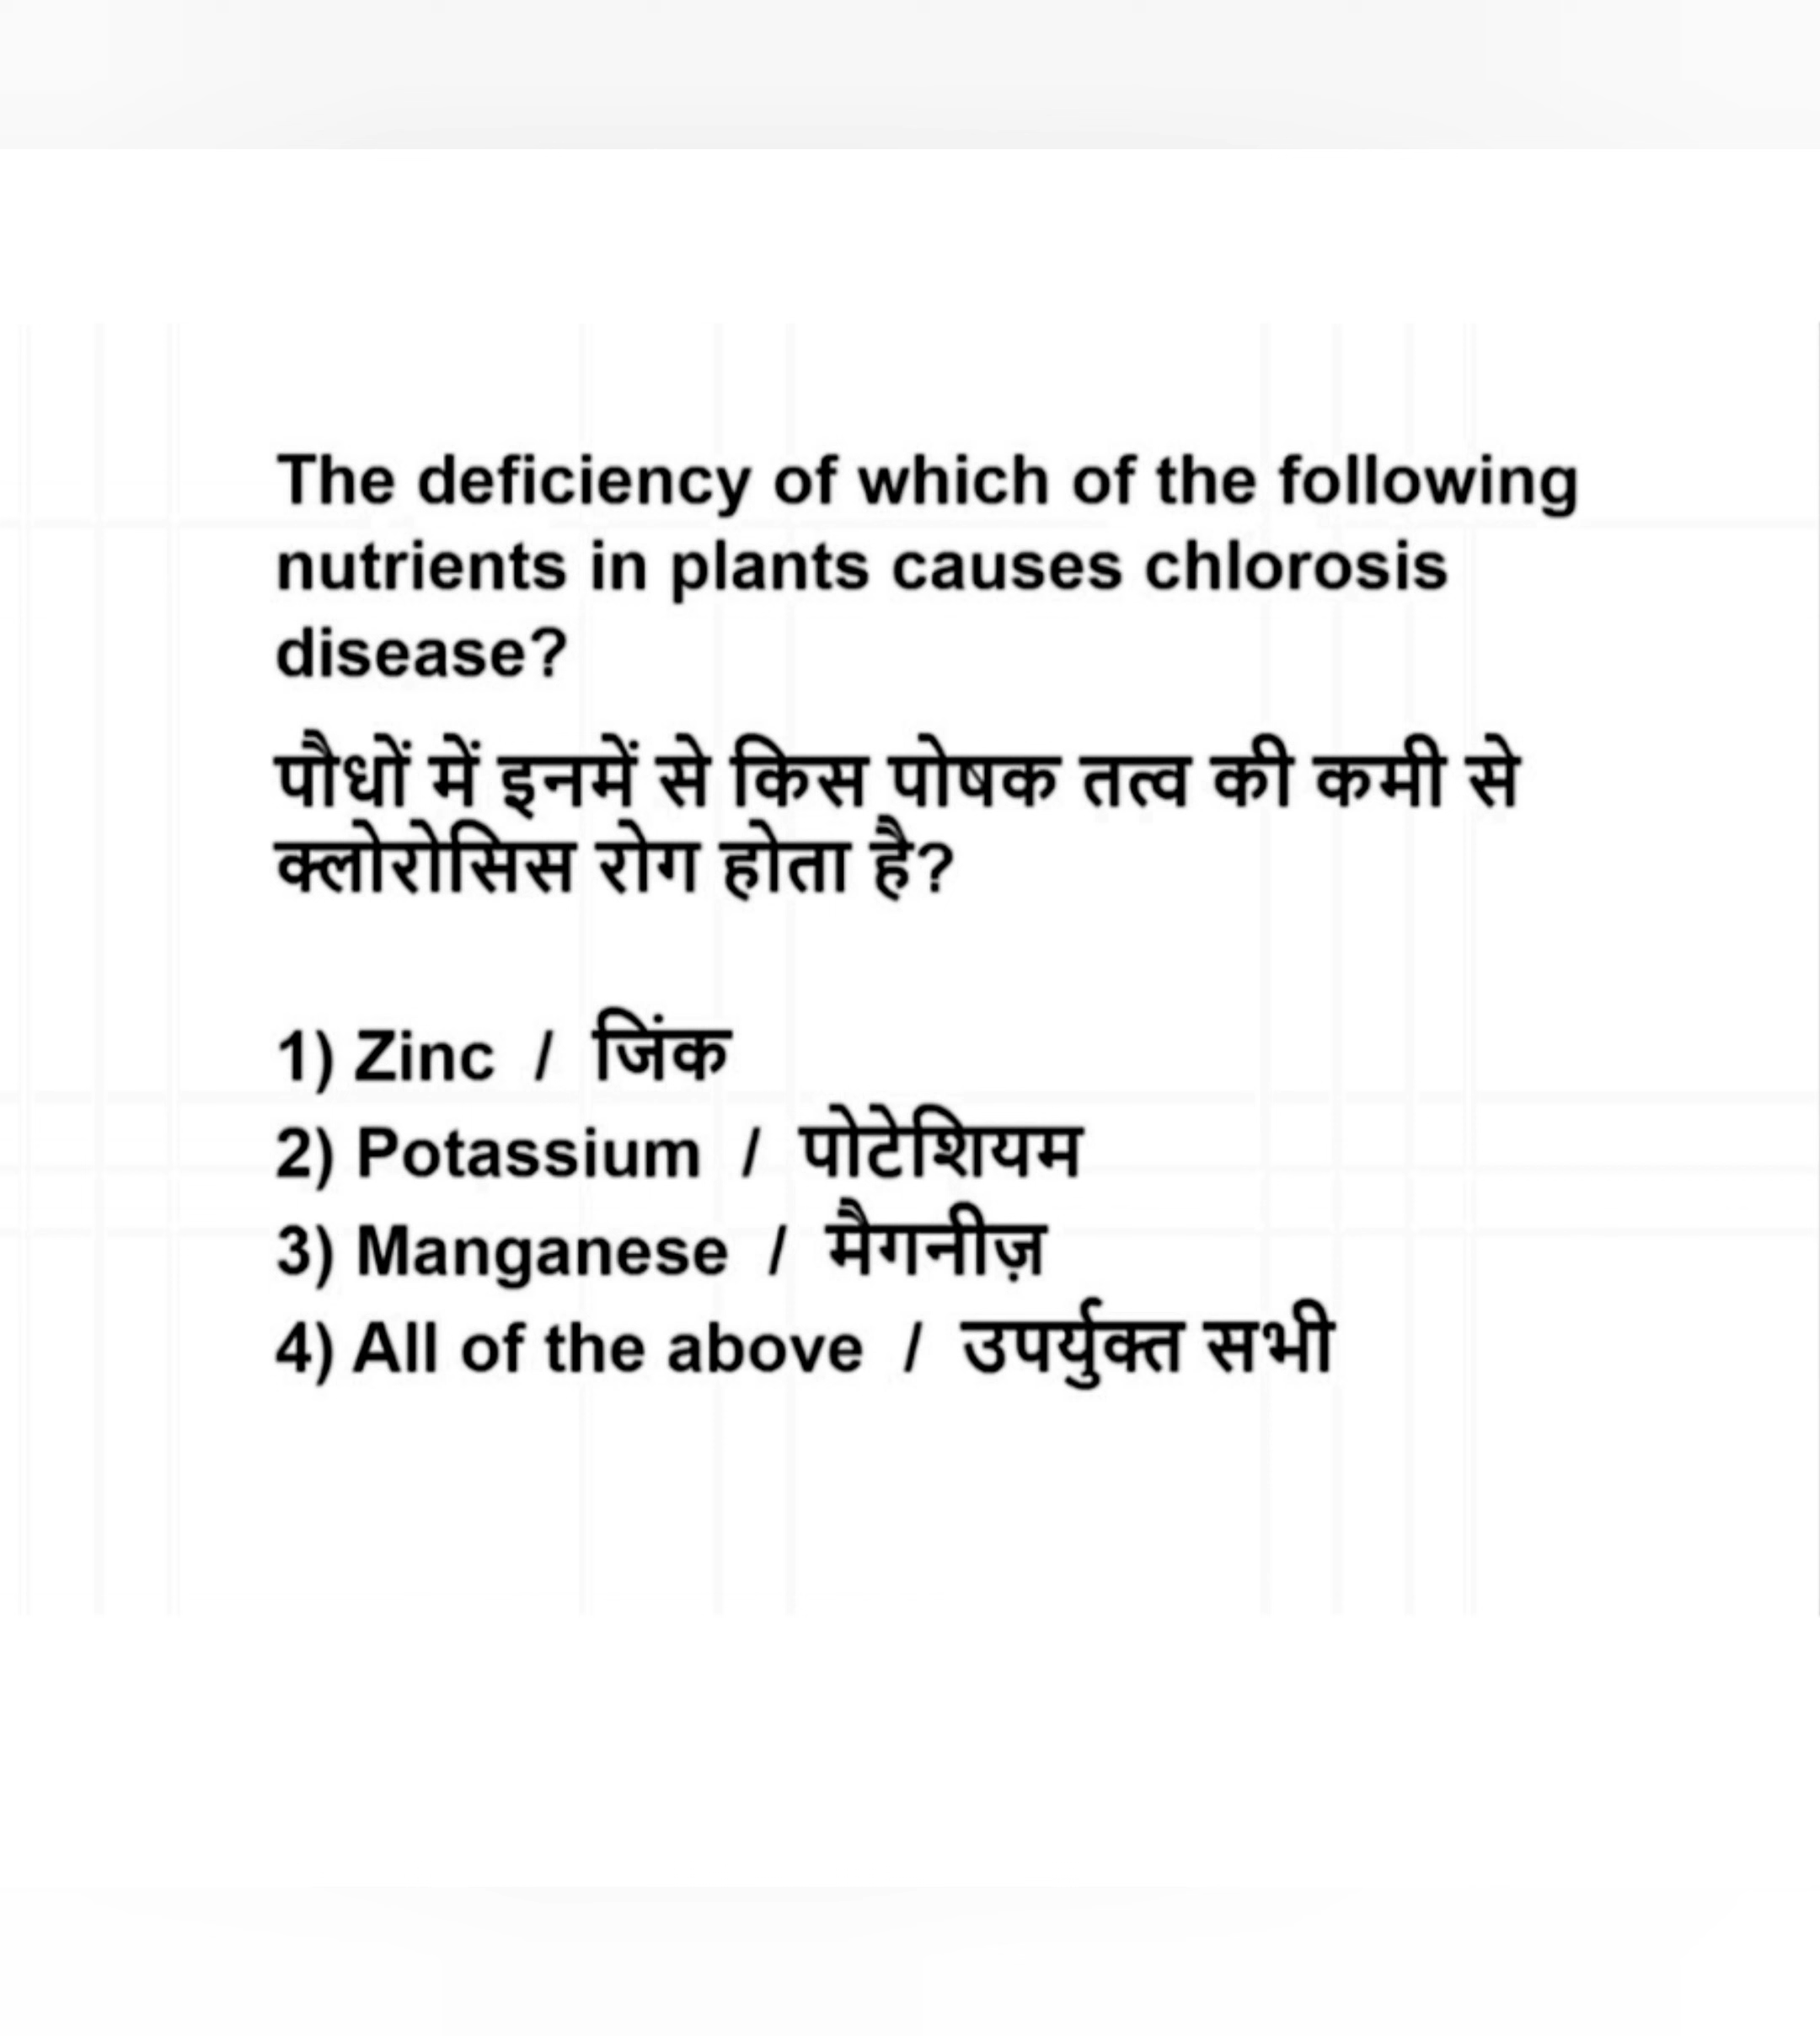 The deficiency of which of the following
nutrients in plants causes chlorosis
disease?
पौधों में इनमें से किस पोषक तत्व की कमी से
क्लोरोसिस रोग होता है?
1) Zinc / जिंक
2) Potassium / पोटेशियम
3) Manganese / मैगनीज़
4) All of the above / उपर्युक्त सभी